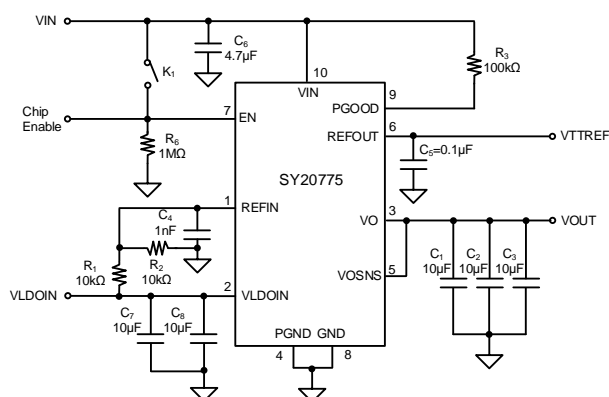 VIN
C6
4.7µF
R3
100kΩ
K1
10
VIN
9
PGOOD
Chip
Enable
7
EN
REFOUT
6
VTTREF
R6
1MΩ
C5=0.1µF
SY20775
1
REFIN
C4
1nF
VO
3
VOUT
R1
10kΩ
R2
10kΩ
C1
10µF
C2
10µF
C3
10µF
VOSNS
5
VLDOIN
2
VLDOIN
C7
10µF
C8
10µF
PGND
GND
4
8